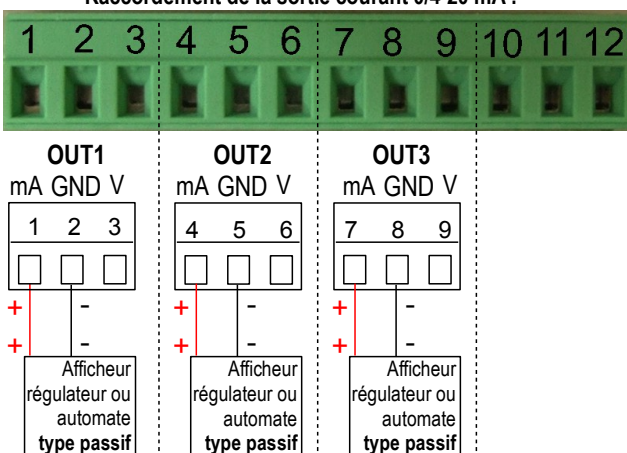 Raccordement de la sortie courant 0/4-20 mA :
1 2 3 4 5 6 7 8 9 10 11 12
OUT1 OUT2 OUT3
mA GND V mA GND V mA GND V
1 2 3 4 5 6 7 8 9
+ - + - + -
+ - + - + -
Afficheur Afficheur Afficheur
régulateur ou régulateur ou régulateur ou
automate automate automate
type passif type passif type passif